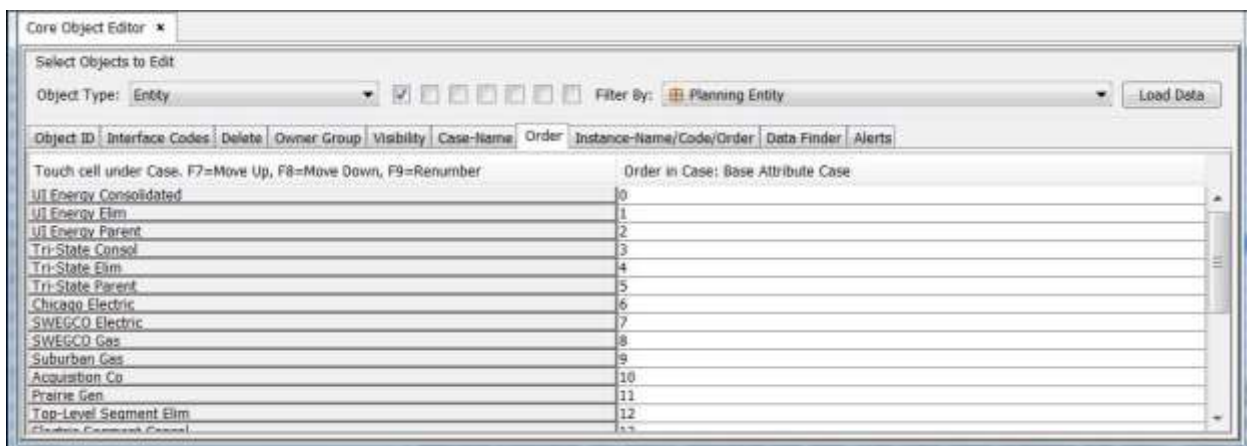 Core Object Editor
Select Objects to Edit
Object Type: Entity Filter By: Planning Entity Load Data
Object ID Interface Codes Delete Owner Group Visibility Case-Name Order Instance-Name/Code/Order Data Finder Alerts
Touch cell under Case. F7=Move Up, F8=Move Down, F9=Renumber Order in Case: Base Attribute Case
UI Energy Consolidated 0
UI Energy Elim 1
UI Energy Parent 2
Tri-State Consol 3
Tri-State Elim 4
Tri-State Parent 5
Chicago Electric 6
SWEGCO Electric 7
SWEGCO Gas 8
Suburban Gas 9
Acquisition Co 10
Prairie Gen 11
Top-Level Segment Elim 12